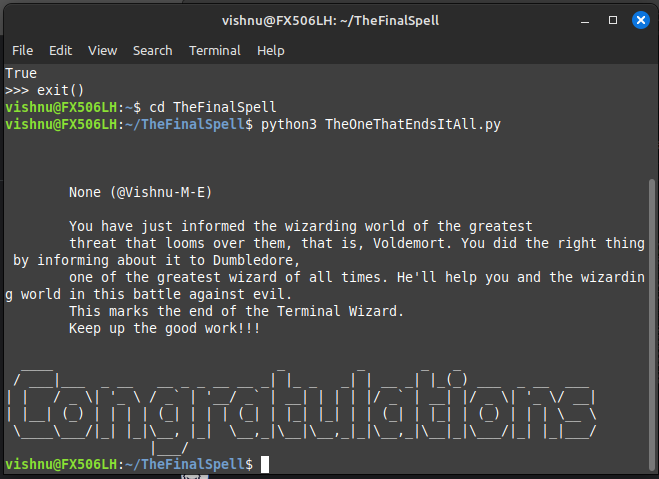 vishnu@FX506LH: ~/TheFinalSpell
File Edit View Search Terminal Help
True
>>> exit()
vishnu@FX506LH:~$ cd TheFinalSpell
vishnu@FX506LH:~/TheFinalSpell$ python3 TheOneThatEndsItAll.py
None (@Vishnu-M-E)
You have just informed the wizarding world of the greatest
threat that looms over them, that is, Voldemort. You did the right thing
by informing about it to Dumbledore,
one of the greatest wizard of all times. He'll help you and the wizardin
g world in this battle against evil.
This marks the end of the Terminal Wizard.
Keep up the good work!!!
Congratulations
vishnu@FX506LH:~/TheFinalSpell$